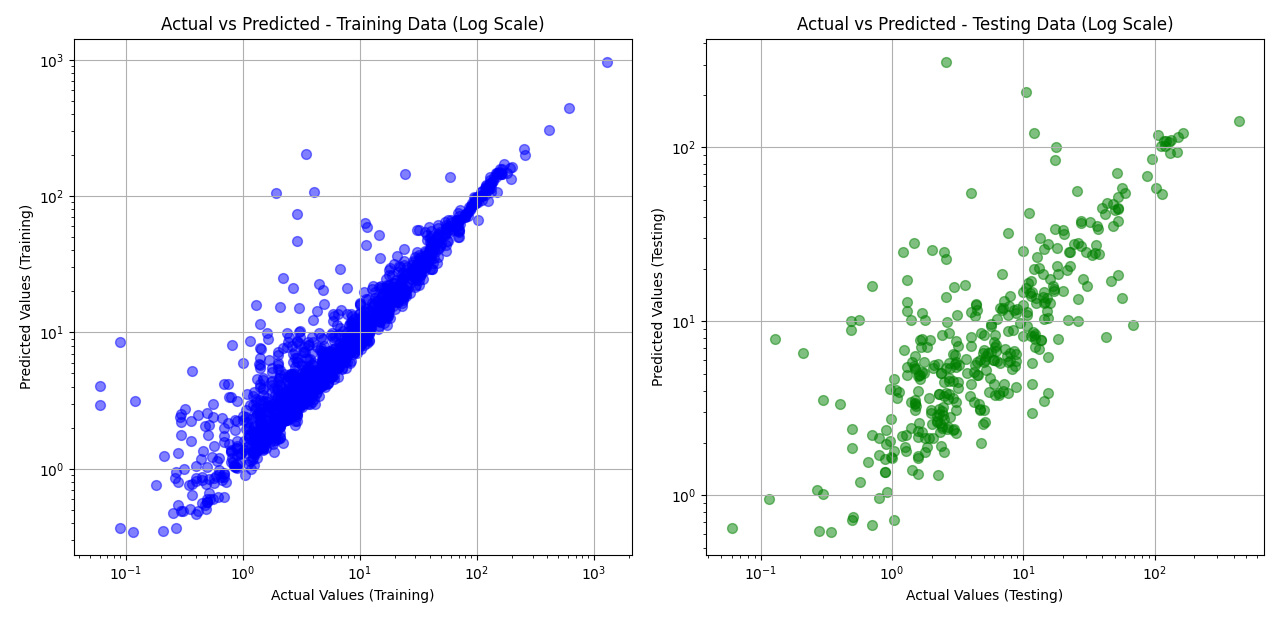 Actual vs Predicted - Training Data (Log Scale)
Predicted Values (Training)
10³
10²
10¹
10⁰
10⁻¹
10⁰
10¹
10²
10³
Actual Values (Training)
Actual vs Predicted - Testing Data (Log Scale)
Predicted Values (Testing)
10²
10¹
10⁰
10⁻¹
10⁰
10¹
10²
Actual Values (Testing)